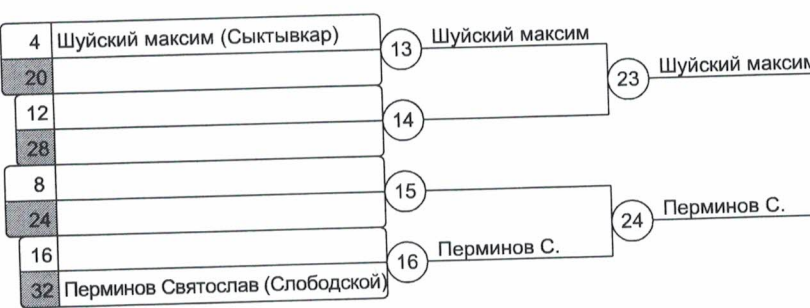 4 Шуйский максим (Сыктывкар)
20
12
28
8
24
16
32 Перминов Святослав (Слободской)
13 Шуйский максим
14
15
16 Перминов С.
23 Шуйский максим
24 Перминов С.